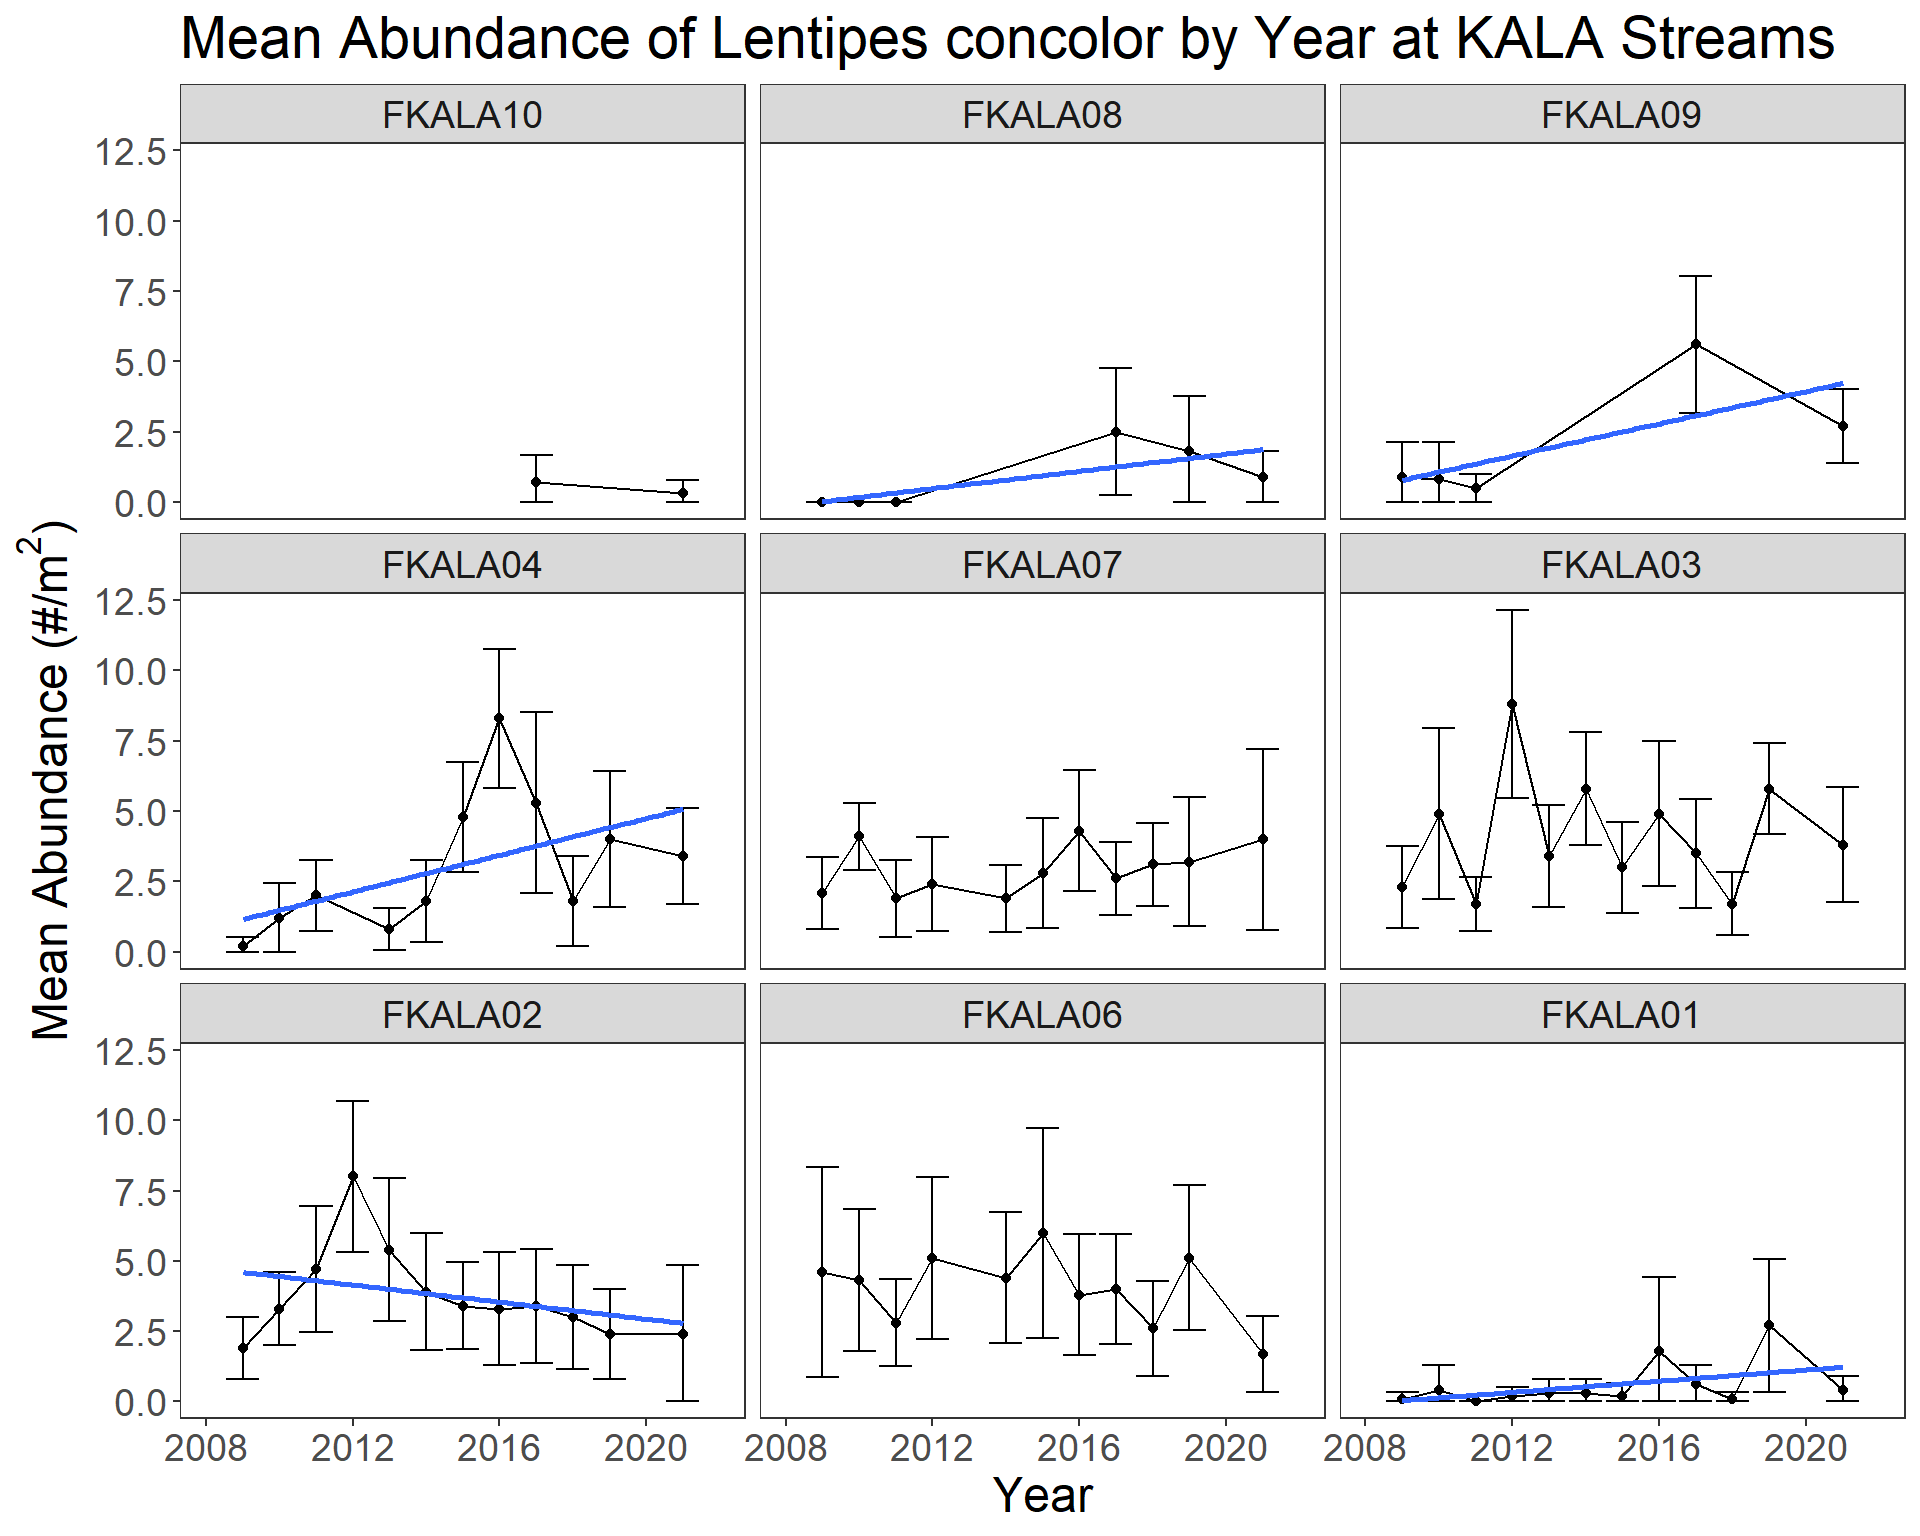 Mean Abundance of Lentipes concolor by Year at KALA Streams
FKALA10 FKALA08 FKALA09
12.5
10.0
7.5
5.0
2.5
0.0
FKALA04 FKALA07 FKALA03
12.5
10.0
7.5
5.0
2.5
0.0
FKALA02 FKALA06 FKALA01
12.5
10.0
7.5
5.0
2.5
0.0
Mean Abundance (#/m²)
2008 2012 2016 2020 2008 2012 2016 2020 2008 2012 2016 2020
Year